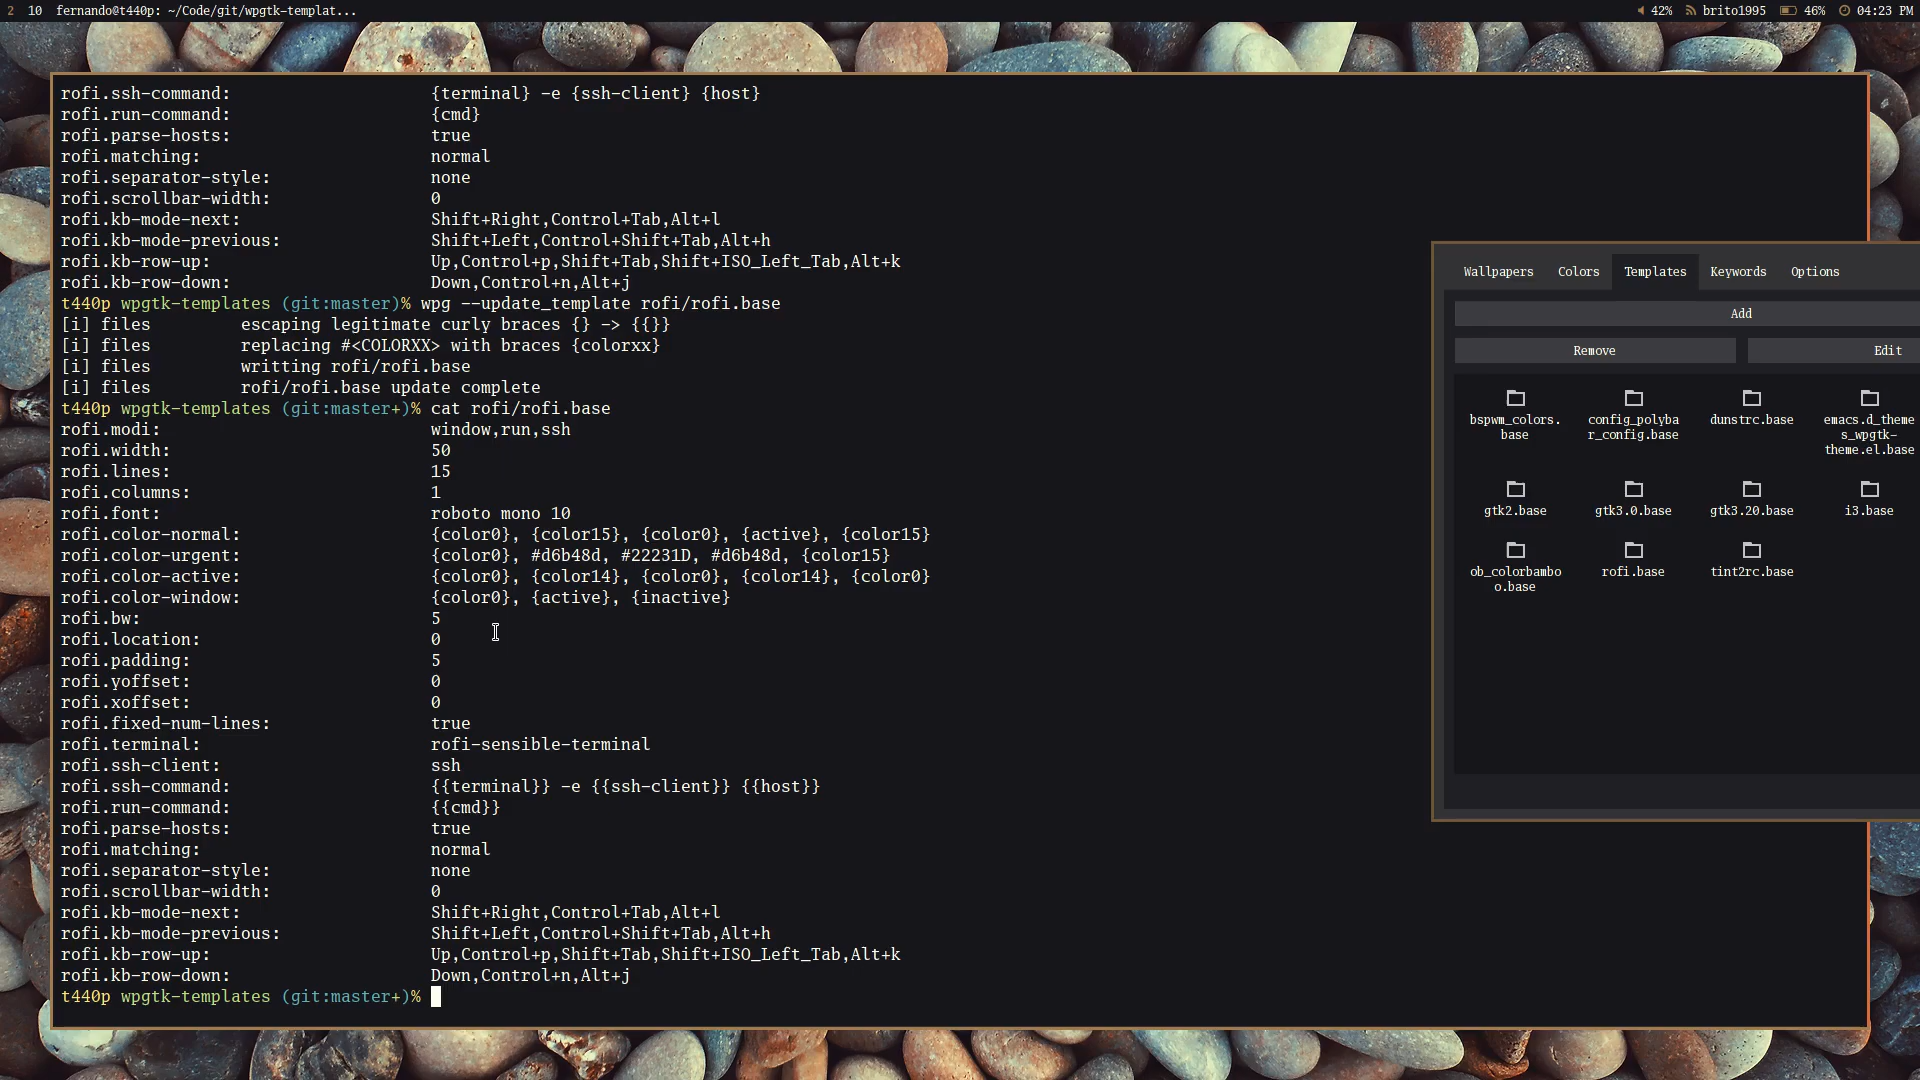 2 10 fernando@t440p: ~/Code/git/wpgtk-templat... 42% brito1995 46% 04:23 PM
rofi.ssh-command: {terminal} -e {ssh-client} {host}
rofi.run-command: {cmd}
rofi.parse-hosts: true
rofi.matching: normal
rofi.separator-style: none
rofi.scrollbar-width: 0
rofi.kb-mode-next: Shift+Right,Control+Tab,Alt+l
rofi.kb-mode-previous: Shift+Left,Control+Shift+Tab,Alt+h
rofi.kb-row-up: Up,Control+p,Shift+Tab,Shift+ISO_Left_Tab,Alt+k
rofi.kb-row-down: Down,Control+n,Alt+j
t440p wpgtk-templates (git:master)% wpg --update_template rofi/rofi.base
[i] files escaping legitimate curly braces {} -> {{}}
[i] files replacing #<COLORXX> with braces {colorxx}
[i] files writting rofi/rofi.base
[i] files rofi/rofi.base update complete
t440p wpgtk-templates (git:master+)% cat rofi/rofi.base
rofi.modi: window,run,ssh
rofi.width: 50
rofi.lines: 15
rofi.columns: 1
rofi.font: roboto mono 10
rofi.color-normal: {color0}, {color15}, {color0}, {active}, {color15}
rofi.color-urgent: {color0}, #d6b48d, #22231D, #d6b48d, {color15}
rofi.color-active: {color0}, {color14}, {color0}, {color14}, {color0}
rofi.color-window: {color0}, {active}, {inactive}
rofi.bw: 5
rofi.location: 0
rofi.padding: 5
rofi.yoffset: 0
rofi.xoffset: 0
rofi.fixed-num-lines: true
rofi.terminal: rofi-sensible-terminal
rofi.ssh-client: ssh
rofi.ssh-command: {{terminal}} -e {{ssh-client}} {{host}}
rofi.run-command: {{cmd}}
rofi.parse-hosts: true
rofi.matching: normal
rofi.separator-style: none
rofi.scrollbar-width: 0
rofi.kb-mode-next: Shift+Right,Control+Tab,Alt+l
rofi.kb-mode-previous: Shift+Left,Control+Shift+Tab,Alt+h
rofi.kb-row-up: Up,Control+p,Shift+Tab,Shift+ISO_Left_Tab,Alt+k
rofi.kb-row-down: Down,Control+n,Alt+j
t440p wpgtk-templates (git:master+)%
Wallpapers Colors Templates Keywords Options
Add
Remove Edit
bspwm_colors. config_polyba dunstrc.base emacs.d_theme
base r_config.base s_wpgtk-
theme.el.base
gtk2.base gtk3.0.base gtk3.20.base i3.base
ob_colorbambo rofi.base tint2rc.base
o.base